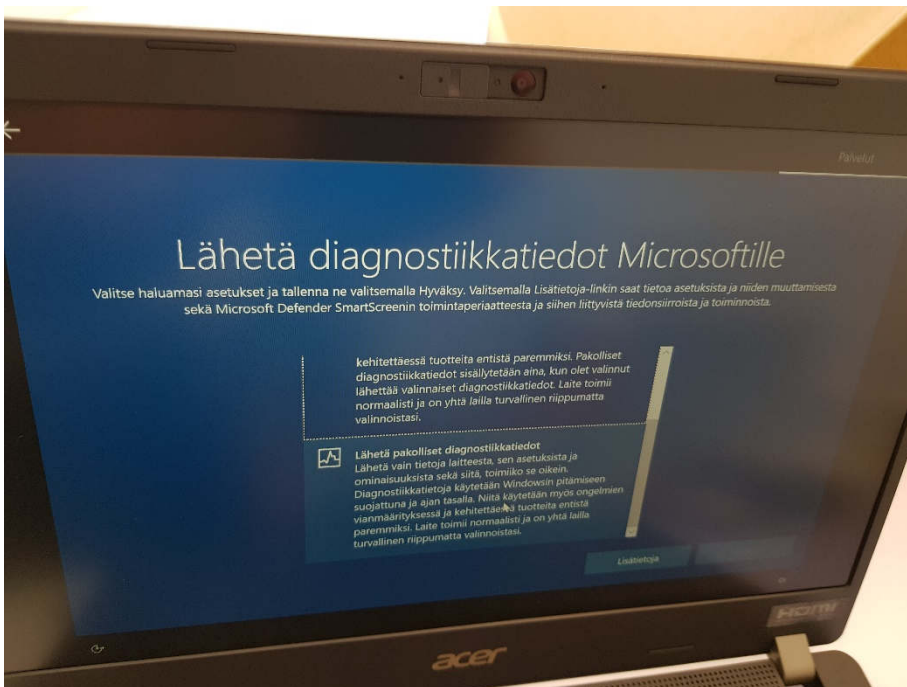 Palvelut
Lähetä diagnostiikkatiedot Microsoftille
Valitse haluamasi asetukset ja tallenna ne valitsemalla Hyväksy. Valitsemalla Lisätietoja-linkin saat tietoa asetuksista ja niiden muuttamisesta
sekä Microsoft Defender SmartScreenin toimintaperiaatteesta ja siihen liittyvistä tiedonsiirroista ja toiminnoista.
kehitettäessä tuotteita entistä paremmiksi. Pakolliset
diagnostiikkatiedot sisällytetään aina, kun olet valinnut
lähettää valinnaiset diagnostiikkatiedot. Laite toimii
normaalisti ja on yhtä lailla turvallinen riippumatta
valinnoistasi.
Lähetä pakolliset diagnostiikkatiedot
Lähetä vain tietoja laitteesta, sen asetuksista ja
ominaisuuksista sekä siitä, toimiiko se oikein.
Diagnostiikkatietoja käytetään Windowsin pitämiseen
suojattuna ja ajan tasalla. Niitä käytetään myös ongelmien
vianmäärityksessä ja kehitettäessä tuotteita entistä
paremmiksi. Laite toimii normaalisti ja on yhtä lailla
turvallinen riippumatta valinnoistasi.
Lisätietoja
HDMI
acer